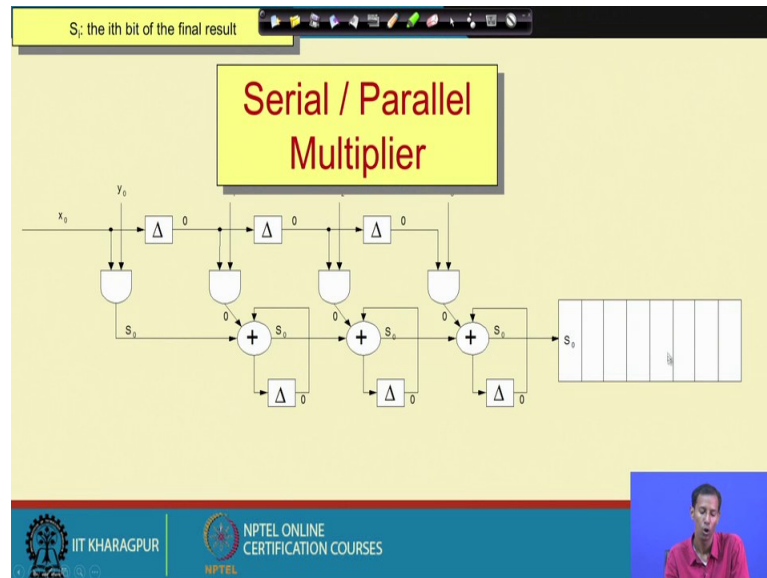 Sᵢ: the ith bit of the final result
Serial / Parallel
Multiplier
y₀
x₀
Δ 0 Δ 0 Δ 0
0 0 0
S₀ + S₀ + S₀ + S₀ S₀
Δ 0 Δ 0 Δ 0
IIT KHARAGPUR
NPTEL
NPTEL ONLINE
CERTIFICATION COURSES